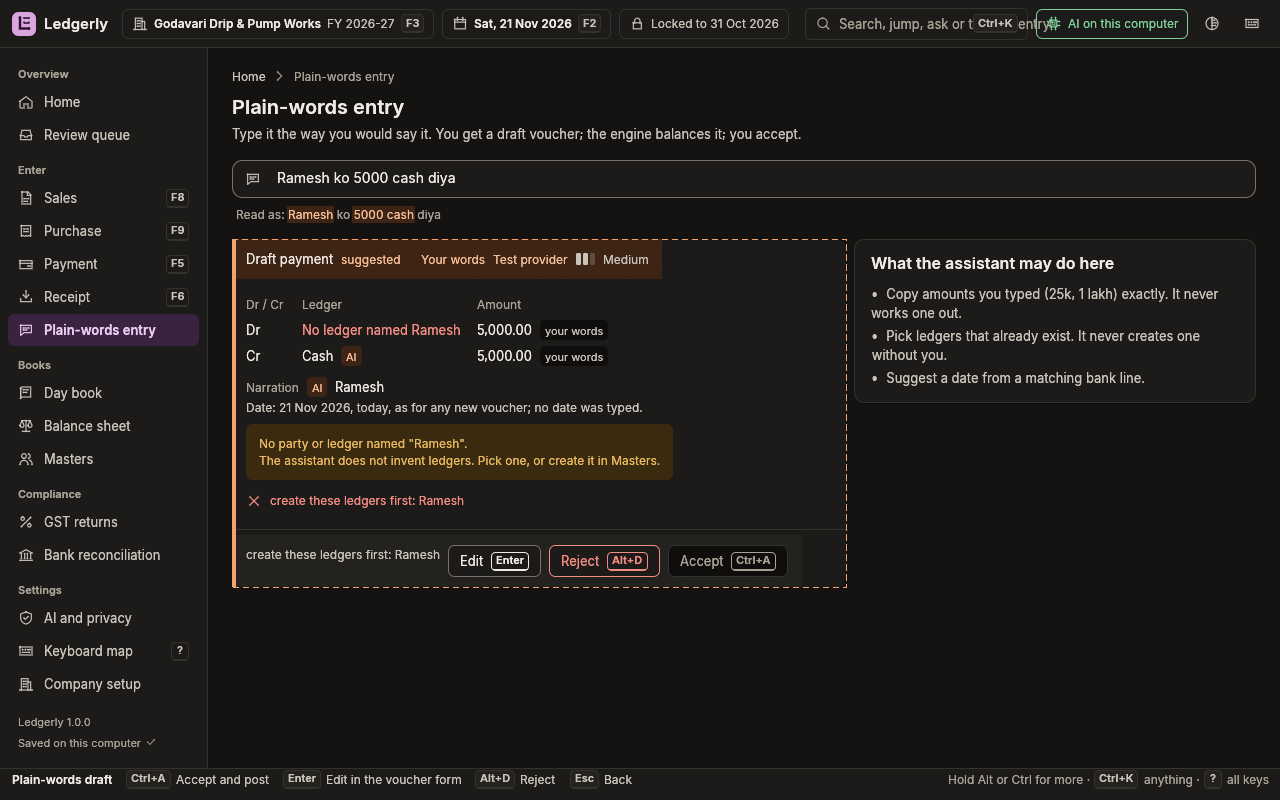 Ledgerly
Godavari Drip & Pump Works FY 2026-27 F3
Sat, 21 Nov 2026 F2
Locked to 31 Oct 2026
Search, jump, ask or t Ctrl+K entry
AI on this computer
Overview
Home
Review queue
Enter
Sales F8
Purchase F9
Payment F5
Receipt F6
Plain-words entry
Books
Day book
Balance sheet
Masters
Compliance
GST returns
Bank reconciliation
Settings
AI and privacy
Keyboard map ?
Company setup
Ledgerly 1.0.0
Saved on this computer
Home Plain-words entry
Plain-words entry
Type it the way you would say it. You get a draft voucher; the engine balances it; you accept.
Ramesh ko 5000 cash diya
Read as: Ramesh ko 5000 cash diya
Draft payment suggested Your words Test provider Medium
Dr / Cr Ledger Amount
Dr No ledger named Ramesh 5,000.00 your words
Cr Cash AI 5,000.00 your words
Narration AI Ramesh
Date: 21 Nov 2026, today, as for any new voucher; no date was typed.
No party or ledger named "Ramesh".
The assistant does not invent ledgers. Pick one, or create it in Masters.
create these ledgers first: Ramesh
create these ledgers first: Ramesh Edit Enter Reject Alt+D Accept Ctrl+A
What the assistant may do here
• Copy amounts you typed (25k, 1 lakh) exactly. It never
works one out.
• Pick ledgers that already exist. It never creates one
without you.
• Suggest a date from a matching bank line.
Plain-words draft Ctrl+A Accept and post Enter Edit in the voucher form Alt+D Reject Esc Back
Hold Alt or Ctrl for more · Ctrl+K anything · ? all keys